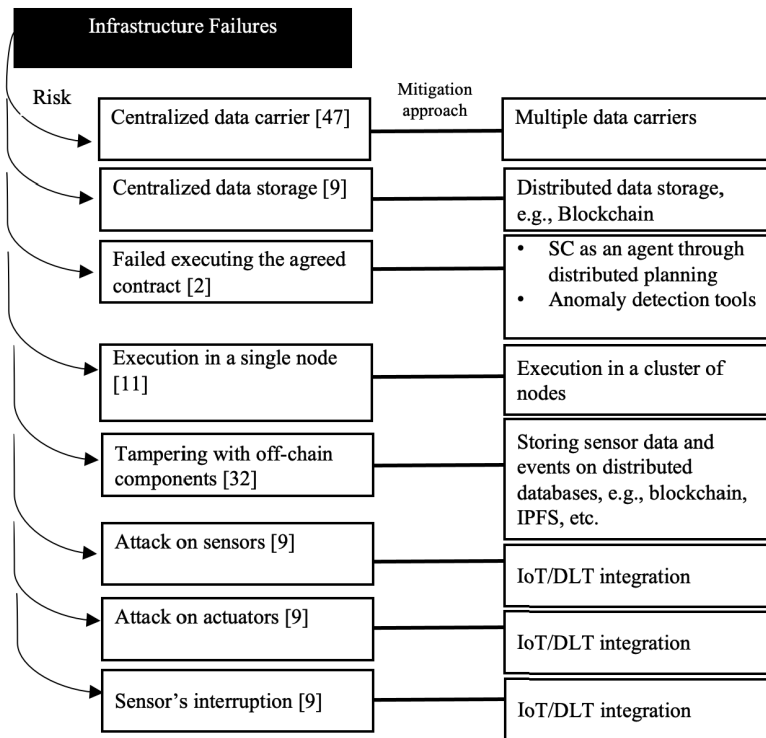 Infrastructure Failures
Risk
Mitigation
approach
Centralized data carrier [47]
Multiple data carriers
Centralized data storage [9]
Distributed data storage,
e.g., Blockchain
Failed executing the agreed
contract [2]
• SC as an agent through
distributed planning
• Anomaly detection tools
Execution in a single node
[11]
Execution in a cluster of
nodes
Tampering with off-chain
components [32]
Storing sensor data and
events on distributed
databases, e.g., blockchain,
IPFS, etc.
Attack on sensors [9]
IoT/DLT integration
Attack on actuators [9]
IoT/DLT integration
Sensor’s interruption [9]
IoT/DLT integration